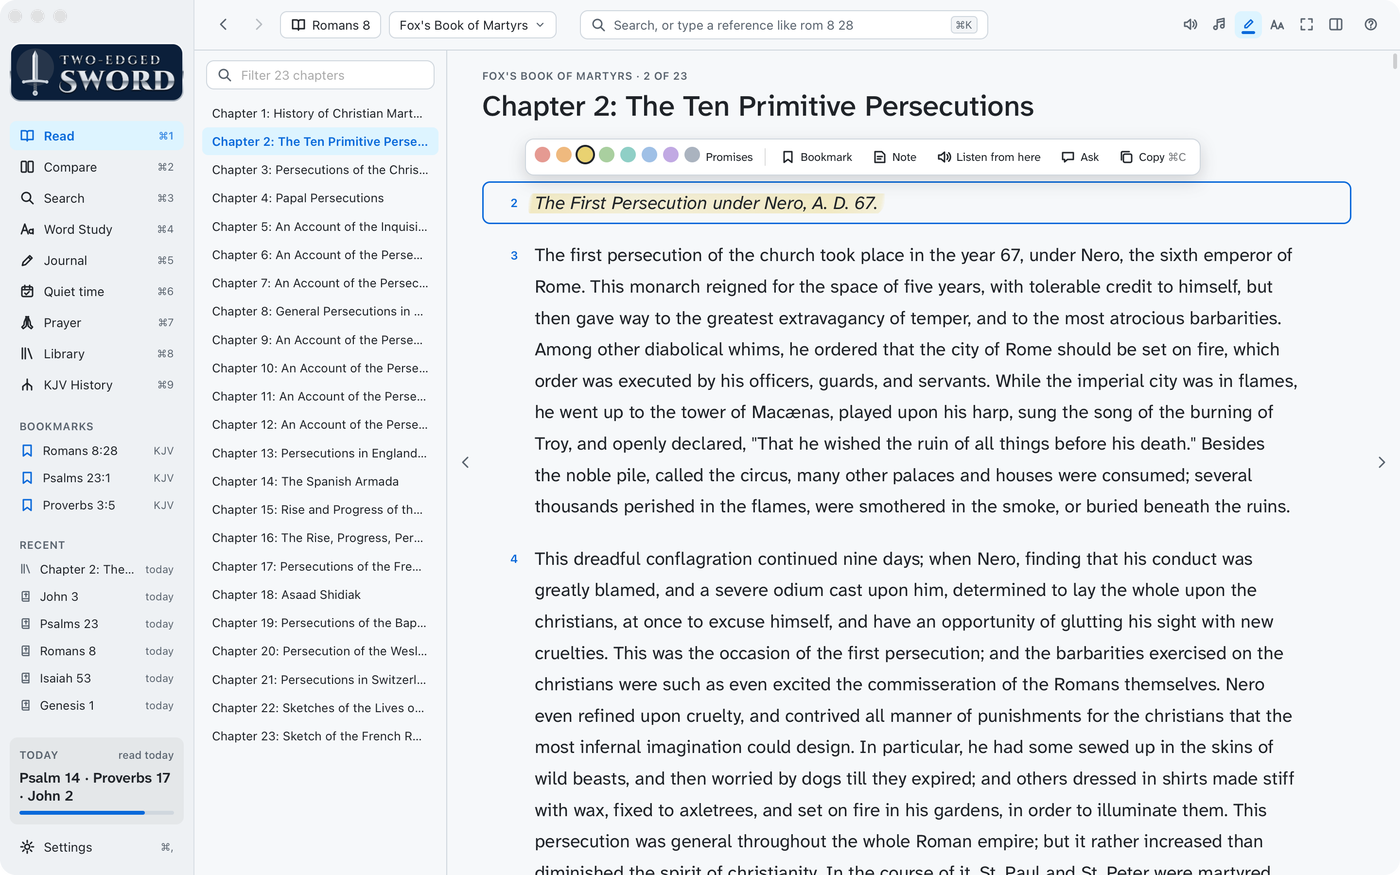 TWO-EDGED
SWORD
Read ⌘1
Compare ⌘2
Search ⌘3
Word Study ⌘4
Journal ⌘5
Quiet time ⌘6
Prayer ⌘7
Library ⌘8
KJV History ⌘9
BOOKMARKS
Romans 8:28 KJV
Psalms 23:1 KJV
Proverbs 3:5 KJV
RECENT
Chapter 2: The... today
John 3 today
Psalms 23 today
Romans 8 today
Isaiah 53 today
Genesis 1 today
TODAY read today
Psalm 14 · Proverbs 17
· John 2
Settings ⌘,
Romans 8
Fox's Book of Martyrs
Search, or type a reference like rom 8 28 ⌘K
Filter 23 chapters
Chapter 1: History of Christian Mart...
Chapter 2: The Ten Primitive Perse...
Chapter 3: Persecutions of the Chris...
Chapter 4: Papal Persecutions
Chapter 5: An Account of the Inquisi...
Chapter 6: An Account of the Perse...
Chapter 7: An Account of the Persec...
Chapter 8: General Persecutions in ...
Chapter 9: An Account of the Perse...
Chapter 10: An Account of the Perse...
Chapter 11: An Account of the Perse...
Chapter 12: An Account of the Perse...
Chapter 13: Persecutions in England...
Chapter 14: The Spanish Armada
Chapter 15: Rise and Progress of th...
Chapter 16: The Rise, Progress, Per...
Chapter 17: Persecutions of the Fre...
Chapter 18: Asaad Shidiak
Chapter 19: Persecutions of the Bap...
Chapter 20: Persecution of the Wesl...
Chapter 21: Persecutions in Switzerl...
Chapter 22: Sketches of the Lives o...
Chapter 23: Sketch of the French R...
FOX'S BOOK OF MARTYRS · 2 OF 23
Chapter 2: The Ten Primitive Persecutions
Promises Bookmark Note Listen from here Ask Copy ⌘C
2 The First Persecution under Nero, A. D. 67.
3 The first persecution of the church took place in the year 67, under Nero, the sixth emperor of
Rome. This monarch reigned for the space of five years, with tolerable credit to himself, but
then gave way to the greatest extravagancy of temper, and to the most atrocious barbarities.
Among other diabolical whims, he ordered that the city of Rome should be set on fire, which
order was executed by his officers, guards, and servants. While the imperial city was in flames,
he went up to the tower of Macænas, played upon his harp, sung the song of the burning of
Troy, and openly declared, "That he wished the ruin of all things before his death." Besides
the noble pile, called the circus, many other palaces and houses were consumed; several
thousands perished in the flames, were smothered in the smoke, or buried beneath the ruins.
4 This dreadful conflagration continued nine days; when Nero, finding that his conduct was
greatly blamed, and a severe odium cast upon him, determined to lay the whole upon the
christians, at once to excuse himself, and have an opportunity of glutting his sight with new
cruelties. This was the occasion of the first persecution; and the barbarities exercised on the
christians were such as even excited the commisseration of the Romans themselves. Nero
even refined upon cruelty, and contrived all manner of punishments for the christians that the
most infernal imagination could design. In particular, he had some sewed up in the skins of
wild beasts, and then worried by dogs till they expired; and others dressed in shirts made stiff
with wax, fixed to axletrees, and set on fire in his gardens, in order to illuminate them. This
persecution was general throughout the whole Roman empire; but it rather increased than
diminished the spirit of christianity. In the course of it, St. Paul and St. Peter were martyred.